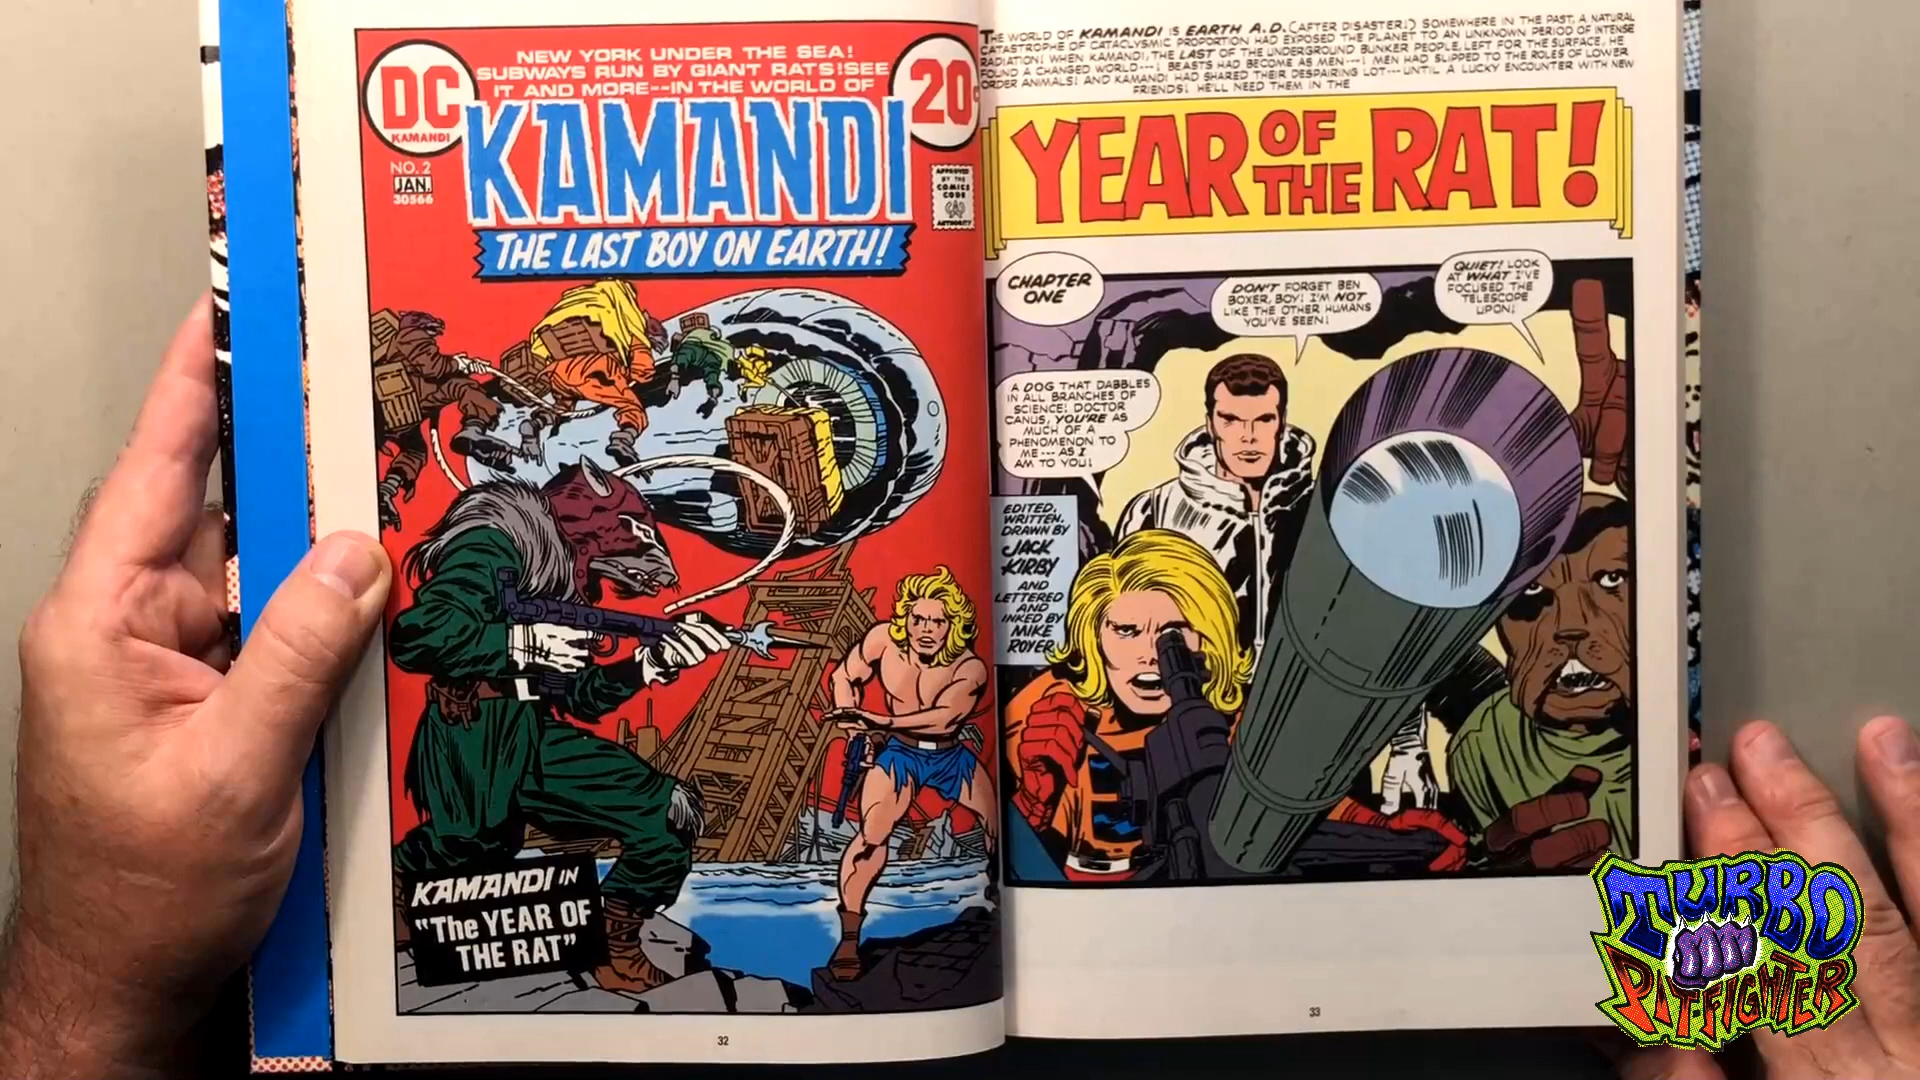 NEW YORK UNDER THE SEA!
SUBWAYS RUN BY GIANT RATS! SEE
IT AND MORE--IN THE WORLD OF
DC
KAMANDI
20¢
NO. 2
JAN.
30566
KAMANDI
APPROVED
BY THE
COMICS
CODE
AUTHORITY
THE LAST BOY ON EARTH!
KAMANDI IN
"The YEAR OF
THE RAT"
32
THE WORLD OF KAMANDI IS EARTH A.D. (AFTER DISASTER!) SOMEWHERE IN THE PAST, A NATURAL
CATASTROPHE OF CATACLYSMIC PROPORTION HAD EXPOSED THE PLANET TO AN UNKNOWN PERIOD OF INTENSE
RADIATION! WHEN KAMANDI, THE LAST OF THE UNDERGROUND BUNKER PEOPLE, LEFT FOR THE SURFACE, HE
FOUND A CHANGED WORLD---! BEASTS HAD BECOME AS MEN---! MEN HAD SLIPPED TO THE ROLES OF LOWER
ORDER ANIMALS! AND KAMANDI HAD SHARED THEIR DESPAIRING LOT---UNTIL A LUCKY ENCOUNTER WITH NEW
FRIENDS! HE'LL NEED THEM IN THE
YEAR OF THE RAT!
CHAPTER
ONE
DON'T FORGET BEN
BOXER, BOY! I'M NOT
LIKE THE OTHER HUMANS
YOU'VE SEEN!
QUIET! LOOK
AT WHAT I'VE
FOCUSED THE
TELESCOPE
UPON!
A DOG THAT DABBLES
IN ALL BRANCHES OF
SCIENCE! DOCTOR
CANUS, YOU'RE AS
MUCH OF A
PHENOMENON TO
ME --- AS I
AM TO YOU!
EDITED,
WRITTEN,
DRAWN BY
JACK
KIRBY
AND
LETTERED
AND
INKED BY
MIKE
ROYER
33
TURBO
PITFIGHTER